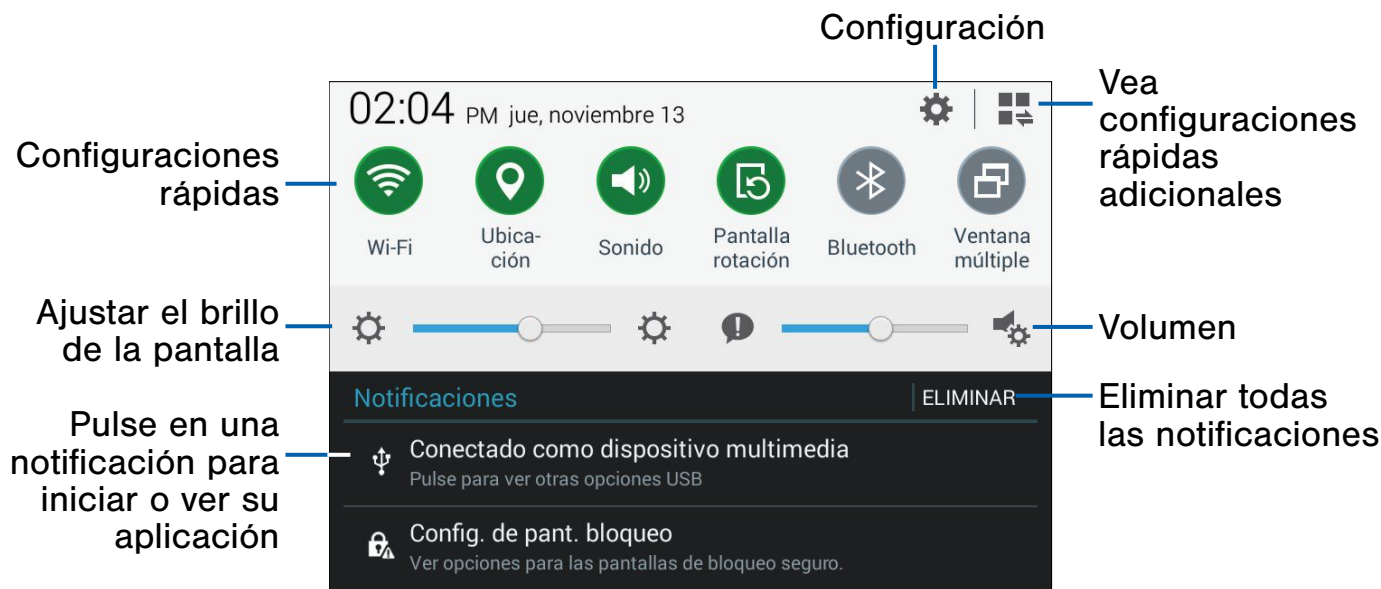 Configuración
Vea
configuraciones
rápidas
adicionales
02:04 PM jue, noviembre 13
Configuraciones
rápidas
Wi-Fi
Ubica-
ción
Sonido
Pantalla
rotación
Bluetooth
Ventana
múltiple
Ajustar el brillo
de la pantalla
Volumen
Notificaciones
ELIMINAR
Eliminar todas
las notificaciones
Pulse en una
notificación para
iniciar o ver su
aplicación
Conectado como dispositivo multimedia
Pulse para ver otras opciones USB
Config. de pant. bloqueo
Ver opciones para las pantallas de bloqueo seguro.